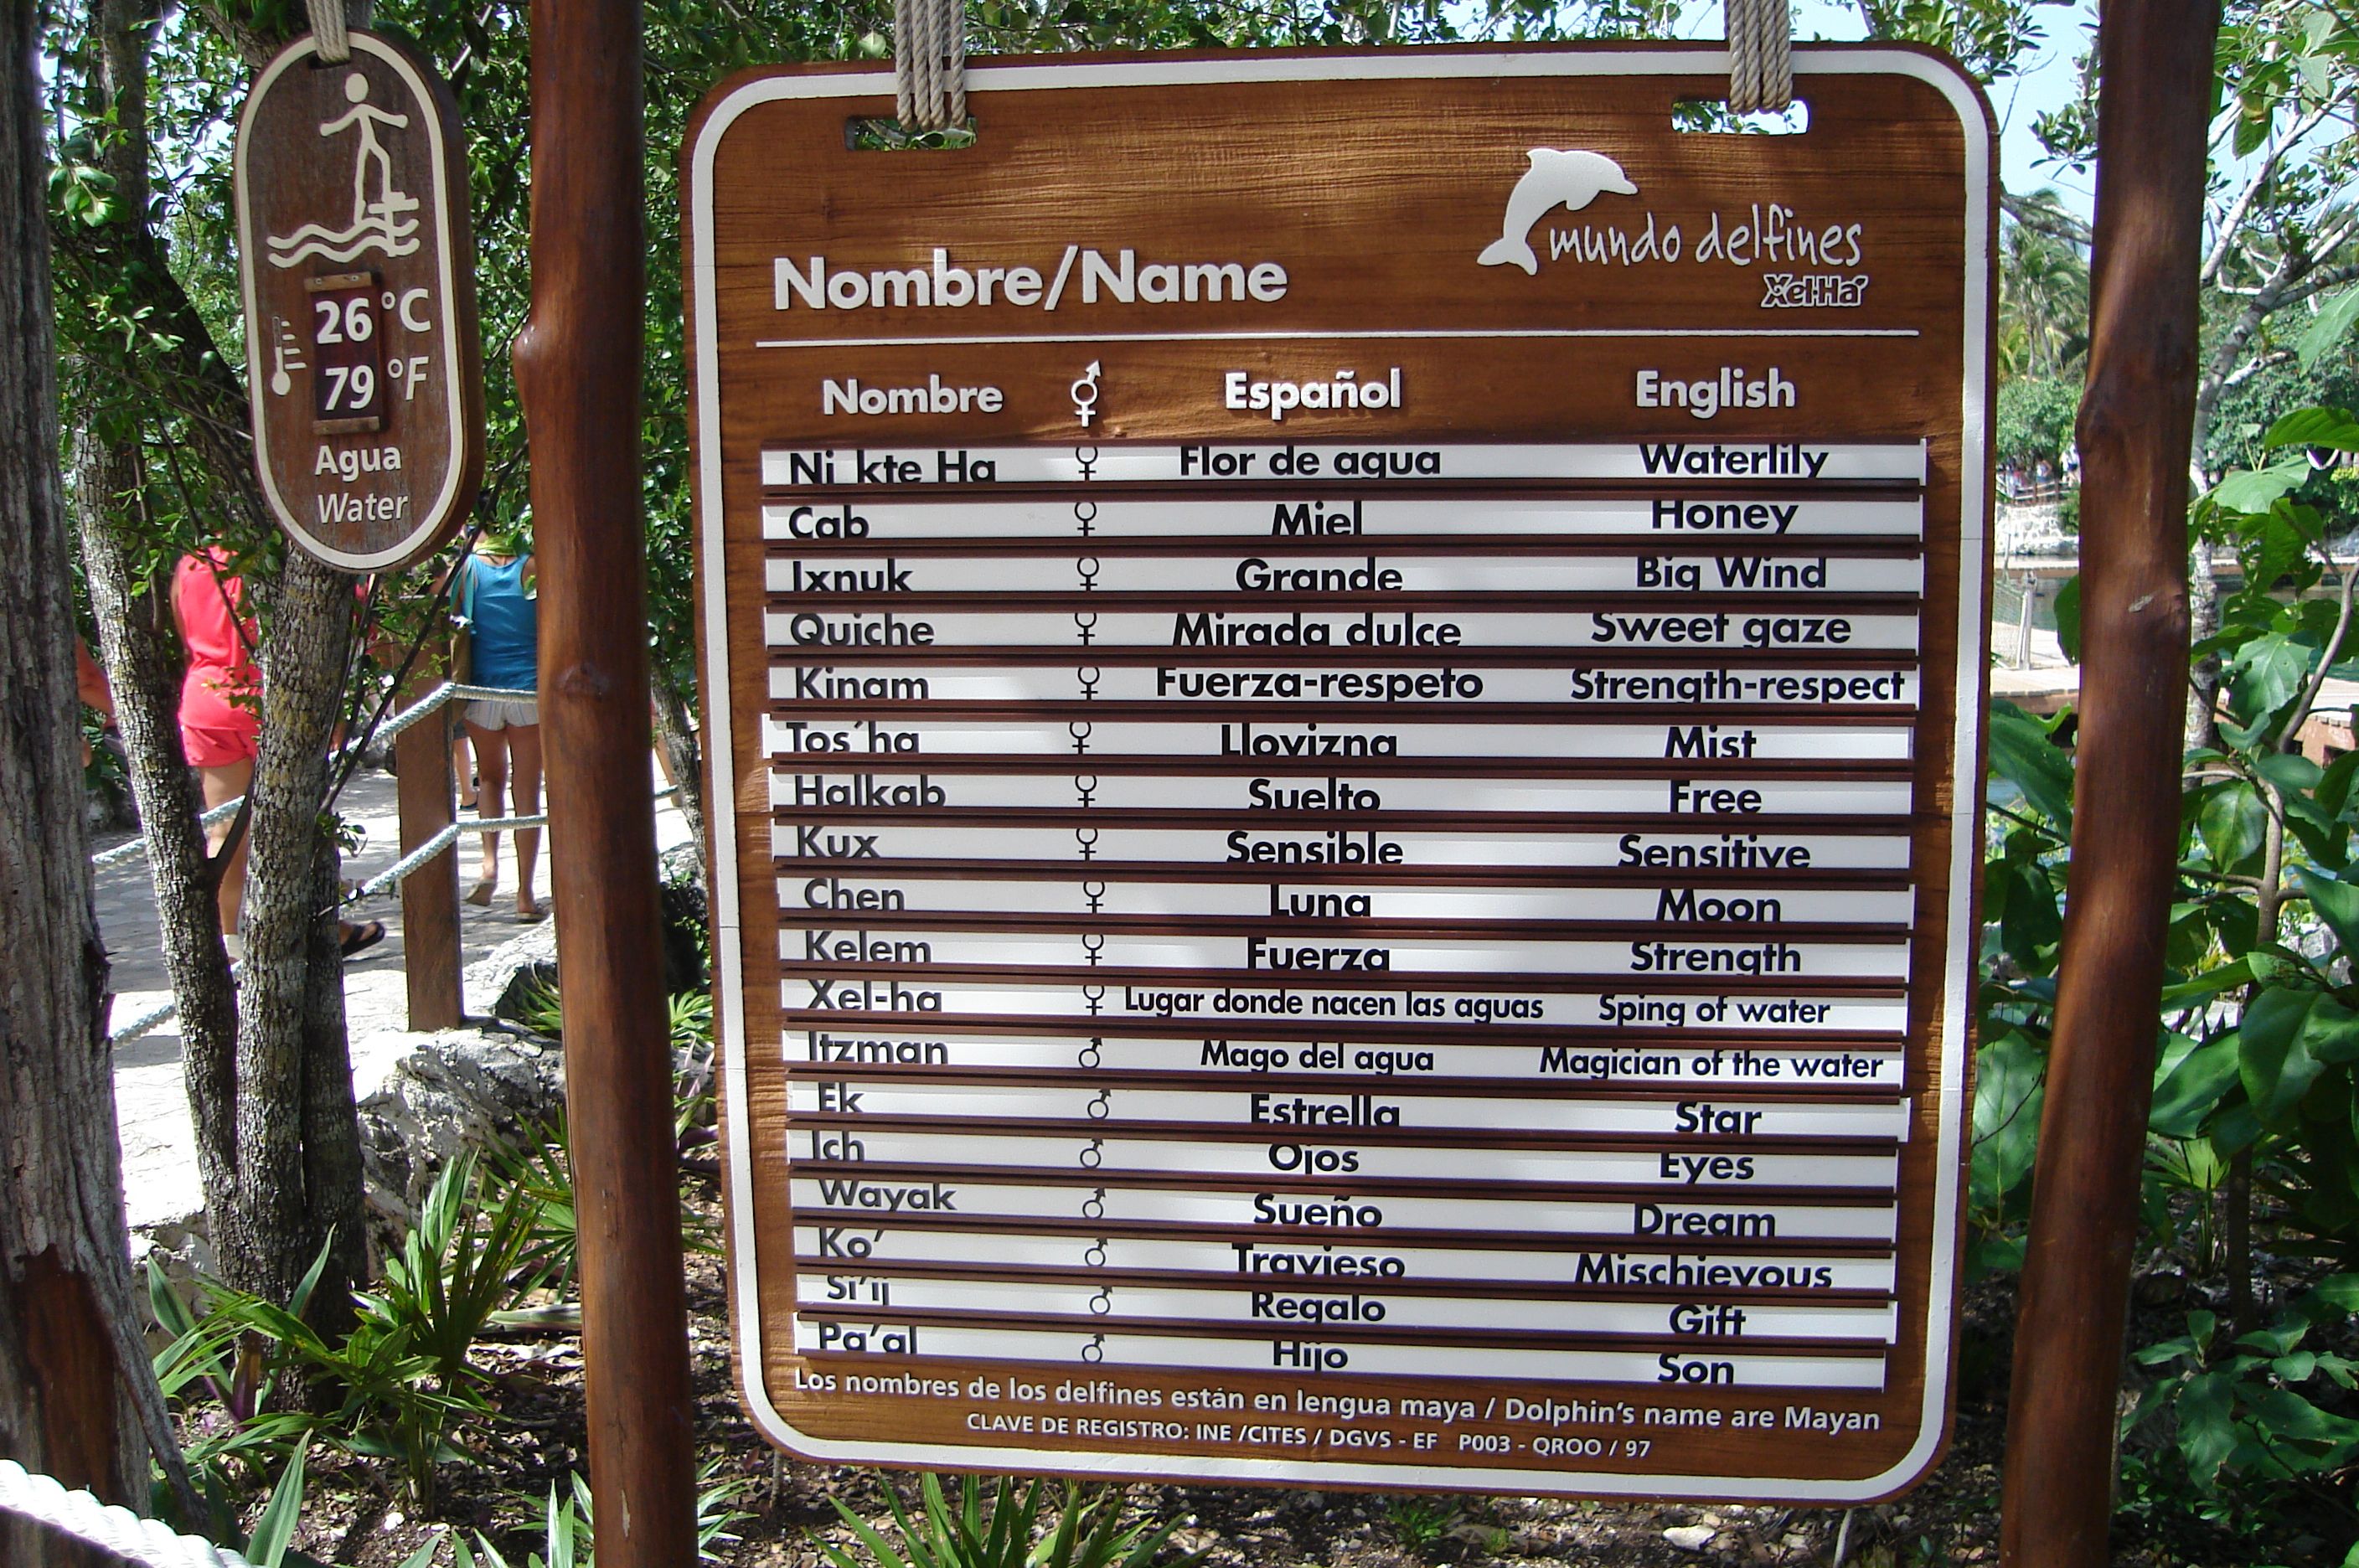 26 °C
79 °F
Agua
Water
mundo delfines
Xel-Há
Nombre/Name
Nombre ⚥ Español English
Ni kte Ha ♀ Flor de agua Waterlily
Cab ♀ Miel Honey
Ixnuk ♀ Grande Big Wind
Quiche ♀ Mirada dulce Sweet gaze
Kinam ♀ Fuerza-respeto Strength-respect
Tos´ha ♀ Llovizna Mist
Halkab ♀ Suelto Free
Kux ♀ Sensible Sensitive
Chen ♀ Luna Moon
Kelem ♀ Fuerza Strength
Xel-ha ♀ Lugar donde nacen las aguas Sping of water
Itzman ♂ Mago del agua Magician of the water
Ek ♂ Estrella Star
Ich ♂ Ojos Eyes
Wayak ♂ Sueño Dream
Ko’ ♂ Travieso Mischievous
Si’ij ♂ Regalo Gift
Pa’al ♂ Hijo Son
Los nombres de los delfines están en lengua maya / Dolphin’s name are Mayan
CLAVE DE REGISTRO: INE /CITES / DGVS - EF P003 - QROO / 97